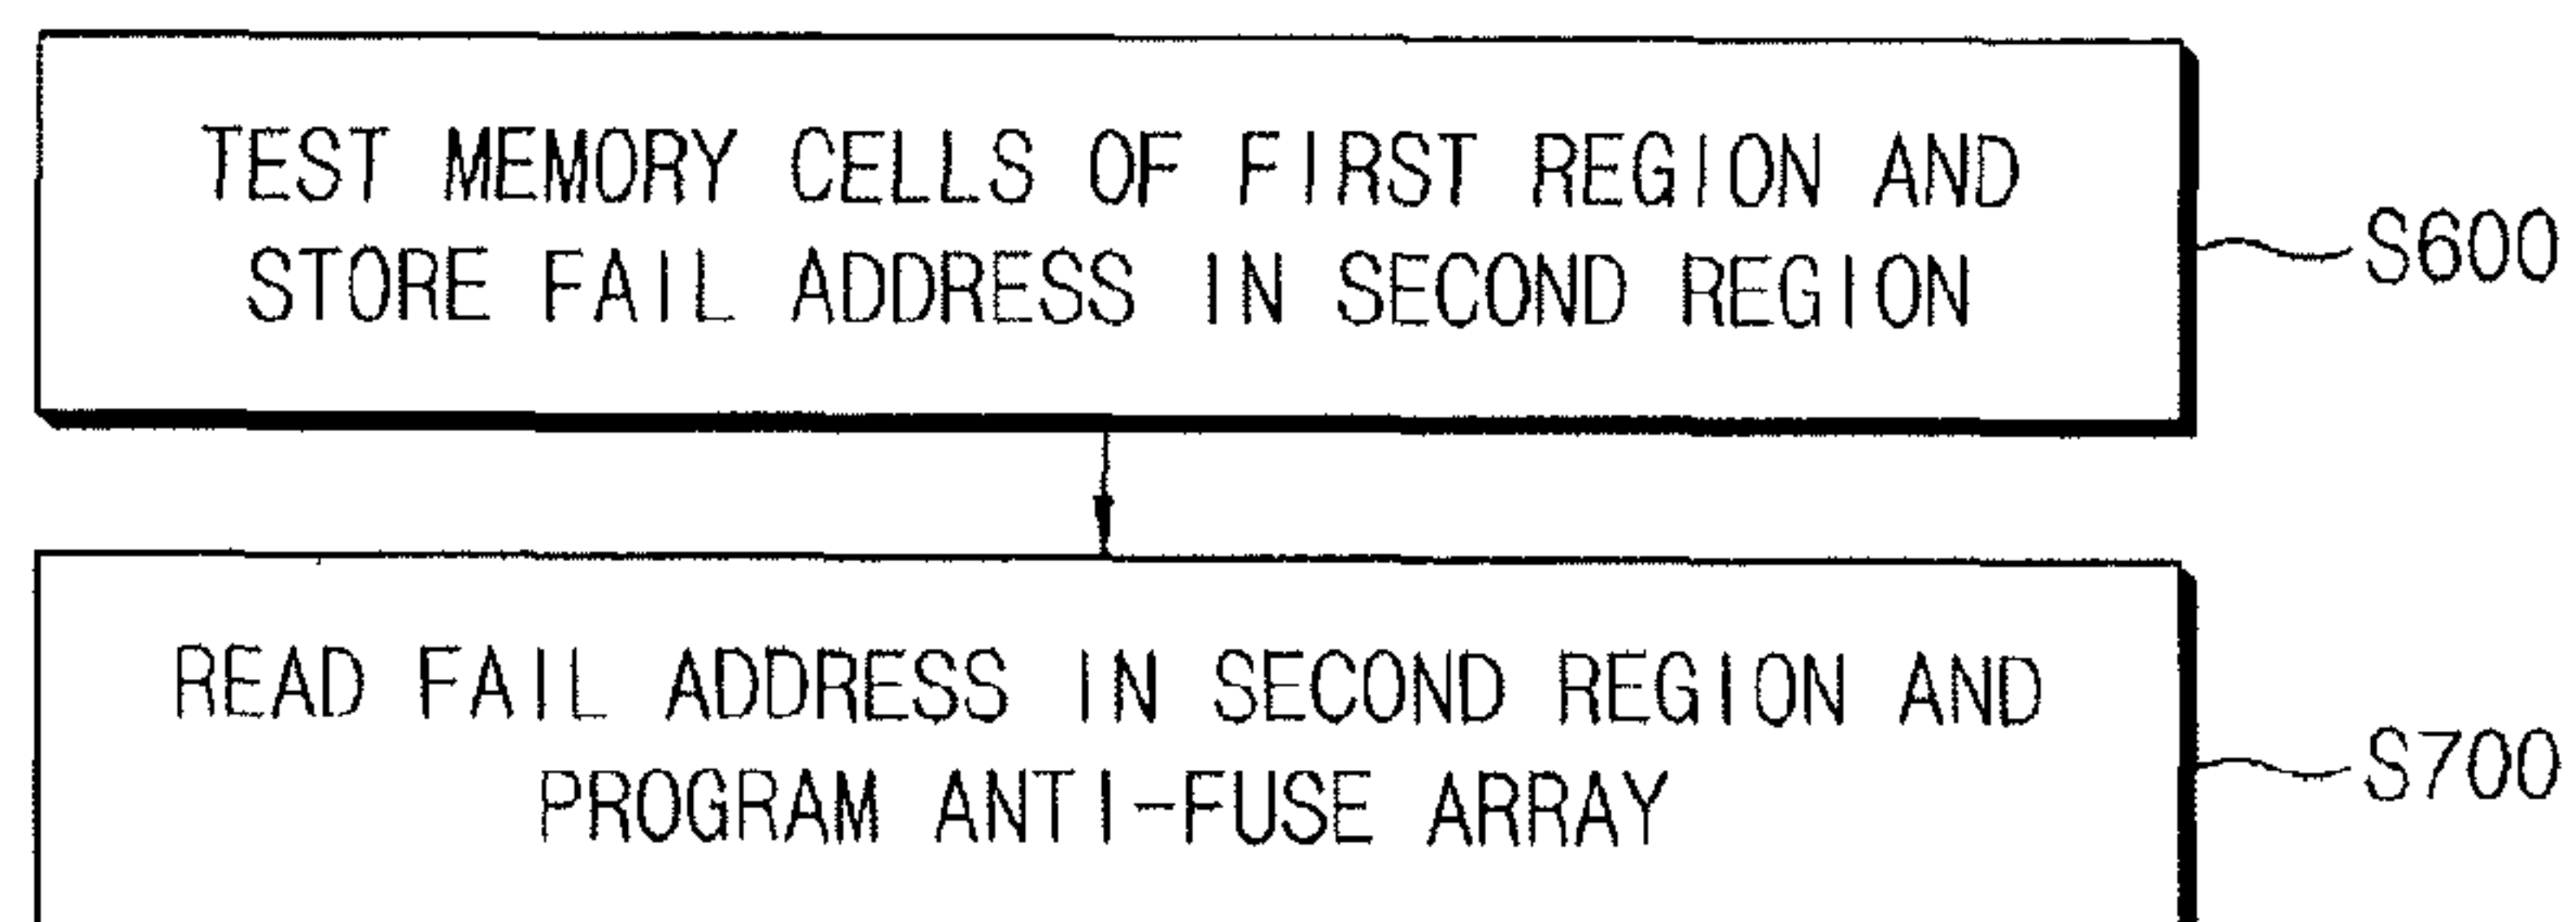 TEST MEMORY CELLS OF FIRST REGION AND
STORE FAIL ADDRESS IN SECOND REGION
S600
READ FAIL ADDRESS IN SECOND REGION AND
PROGRAM ANTI-FUSE ARRAY
S700